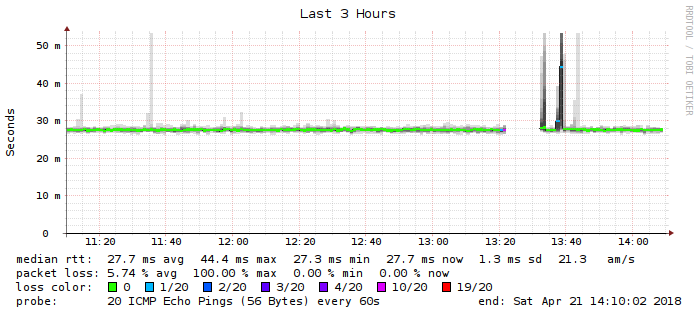 Last 3 Hours
RRDTOOL / TOBI OETIKER
Seconds
50 m
40 m
30 m
20 m
10 m
0
11:20 11:40 12:00 12:20 12:40 13:00 13:20 13:40 14:00
median rtt: 27.7 ms avg 44.4 ms max 27.3 ms min 27.7 ms now 1.3 ms sd 21.3 am/s
packet loss: 5.74 % avg 100.00 % max 0.00 % min 0.00 % now
loss color: 0 1/20 2/20 3/20 4/20 10/20 19/20
probe: 20 ICMP Echo Pings (56 Bytes) every 60s end: Sat Apr 21 14:10:02 2018